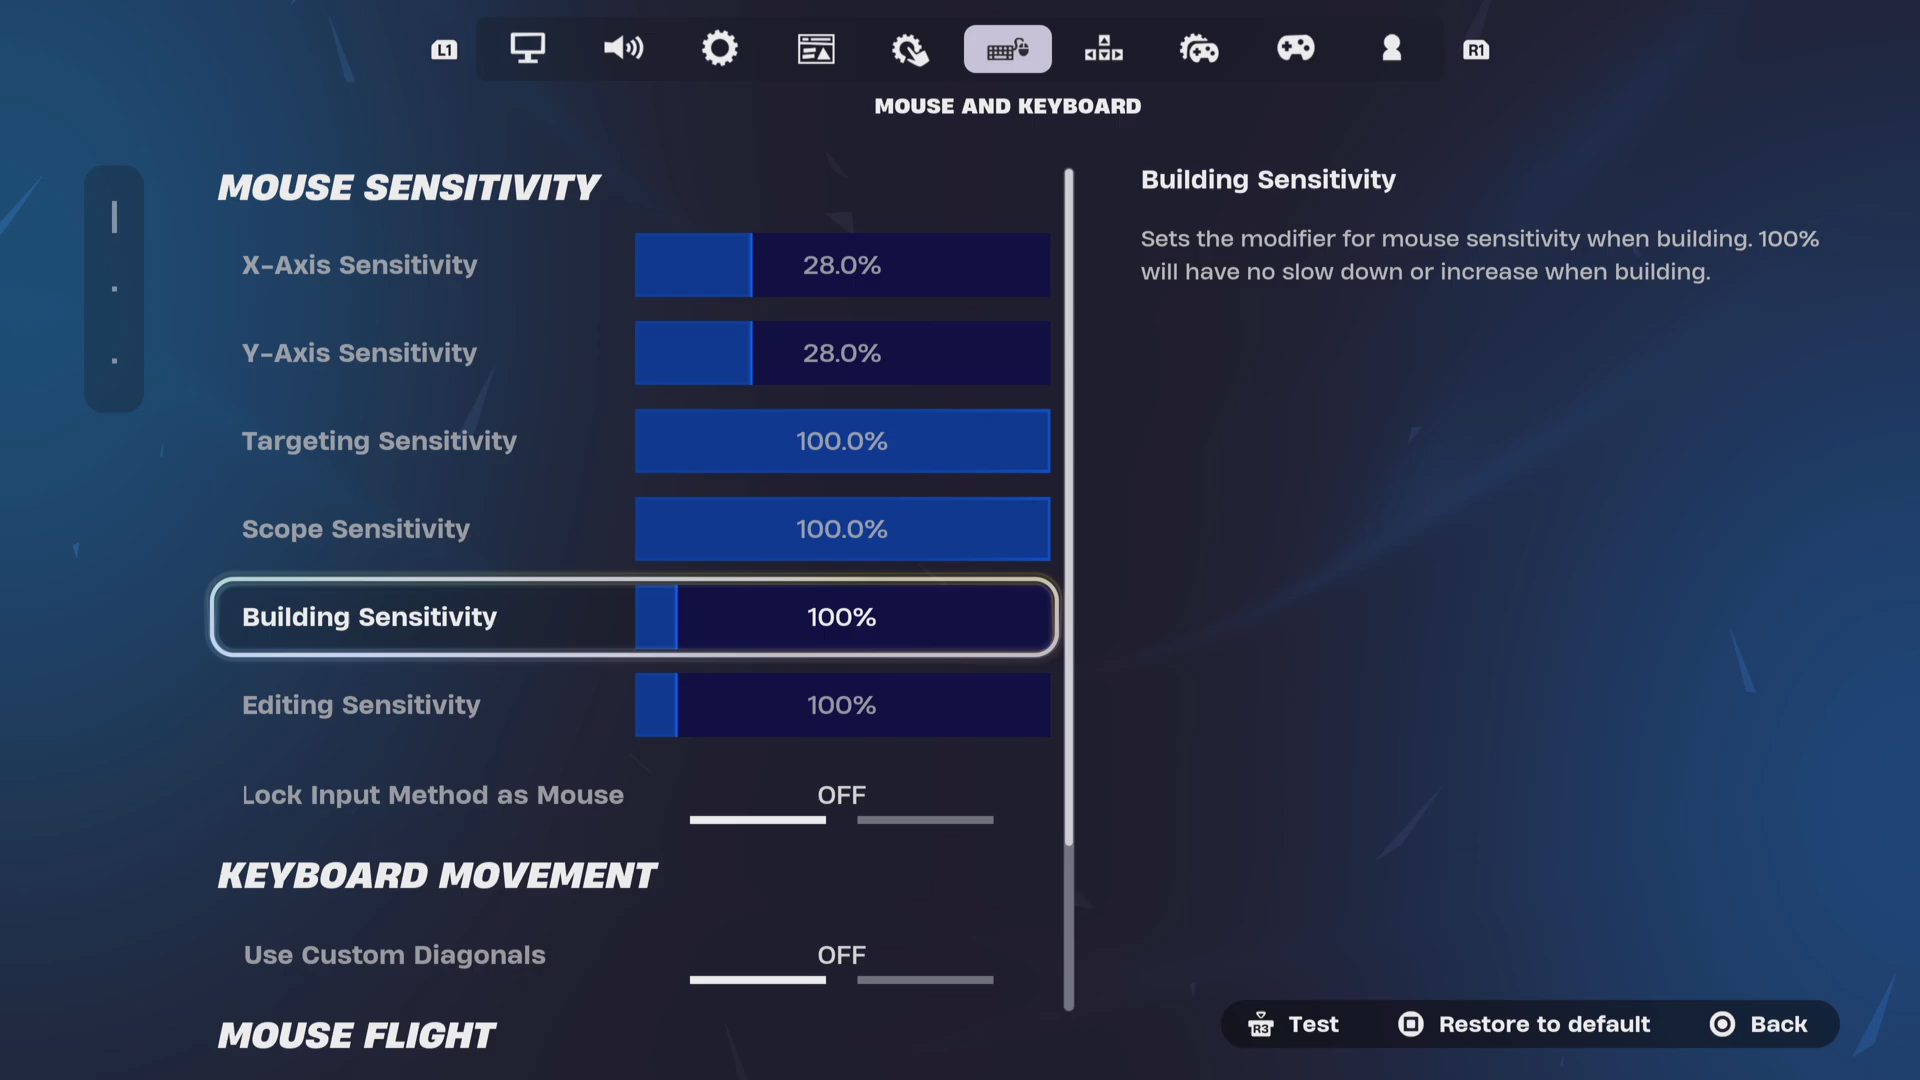 L1
R1
MOUSE AND KEYBOARD
MOUSE SENSITIVITY
X-Axis Sensitivity 28.0%
Y-Axis Sensitivity 28.0%
Targeting Sensitivity 100.0%
Scope Sensitivity 100.0%
Building Sensitivity 100%
Editing Sensitivity 100%
Lock Input Method as Mouse OFF
KEYBOARD MOVEMENT
Use Custom Diagonals OFF
MOUSE FLIGHT
Building Sensitivity
Sets the modifier for mouse sensitivity when building. 100%
will have no slow down or increase when building.
R3 Test Restore to default Back